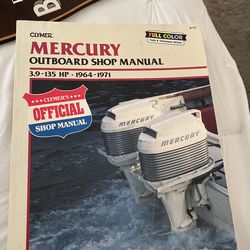 B
CLYMER
FULL COLOR
MERCURY
OUTBOARD SHOP MANUAL
3.9-135 HP • 1964-1971
CLYMER'S
OFFICIAL
SHOP MANUAL
MERCURY
MERCURY